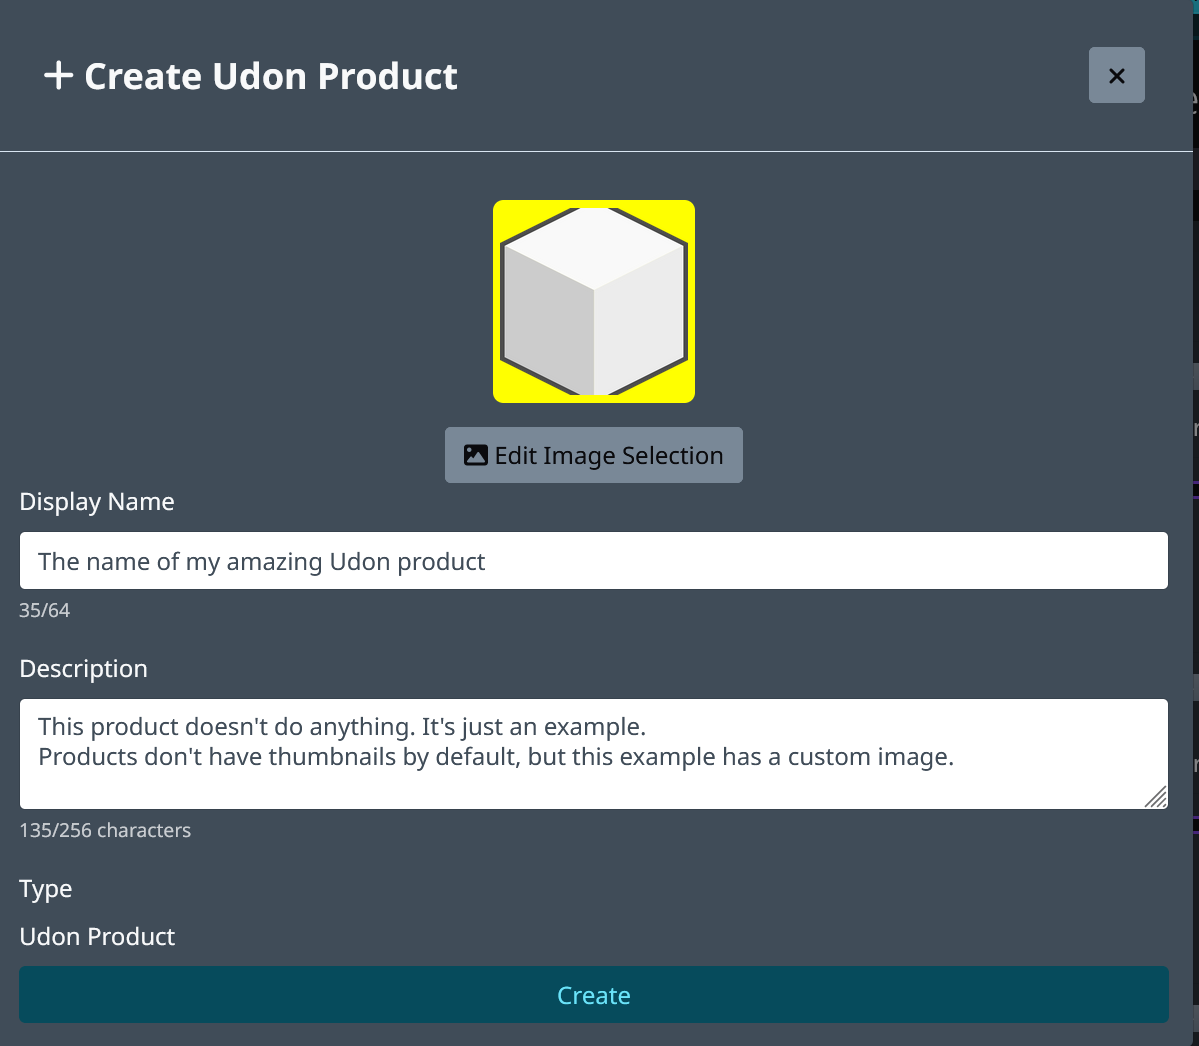 Create Udon Product
Edit Image Selection
Display Name
The name of my amazing Udon product
35/64
Description
This product doesn't do anything. It's just an example.
Products don't have thumbnails by default, but this example has a custom image.
135/256 characters
Type
Udon Product
Create